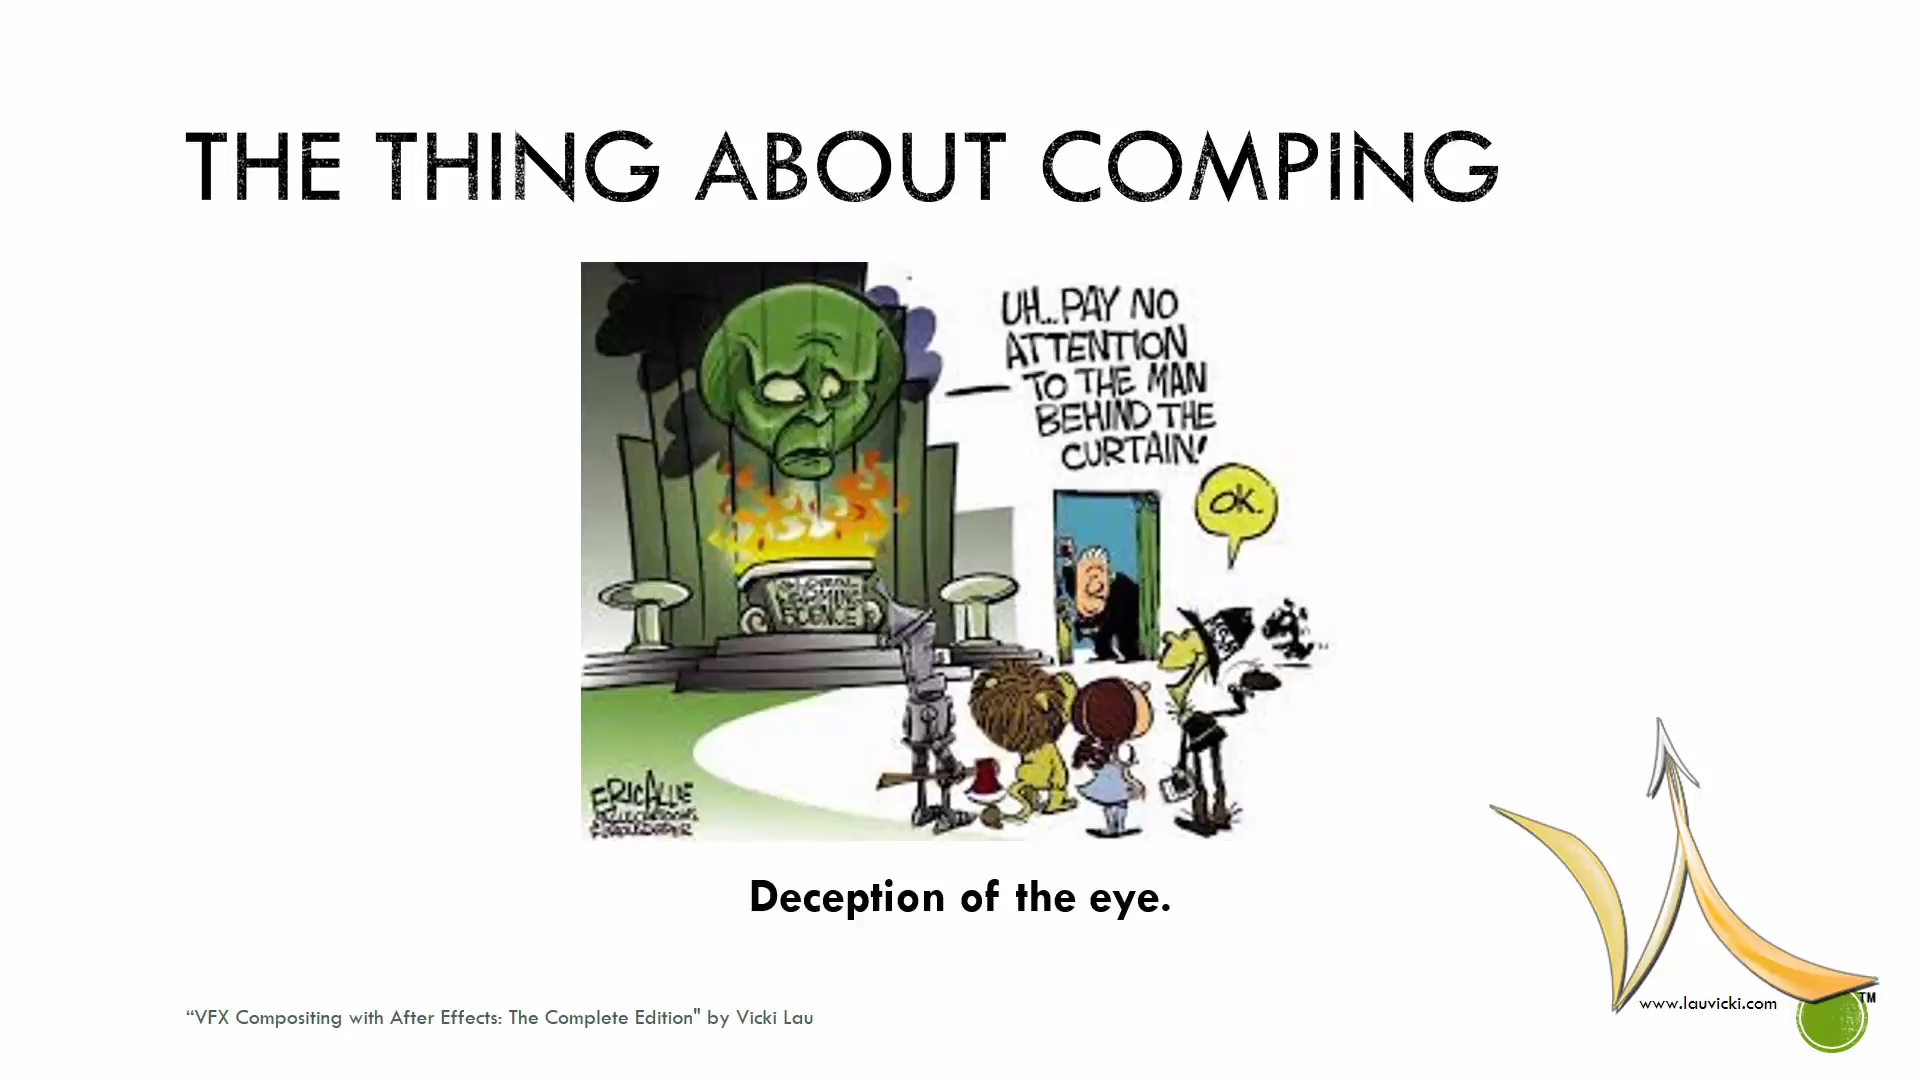 THE THING ABOUT COMPING
UH...PAY NO
ATTENTION
TO THE MAN
BEHIND THE
CURTAIN!
OK.
SCIENCE
ERIC ALLIE
Deception of the eye.
“VFX Compositing with After Effects: The Complete Edition" by Vicki Lau
www.lauvicki.com
TM